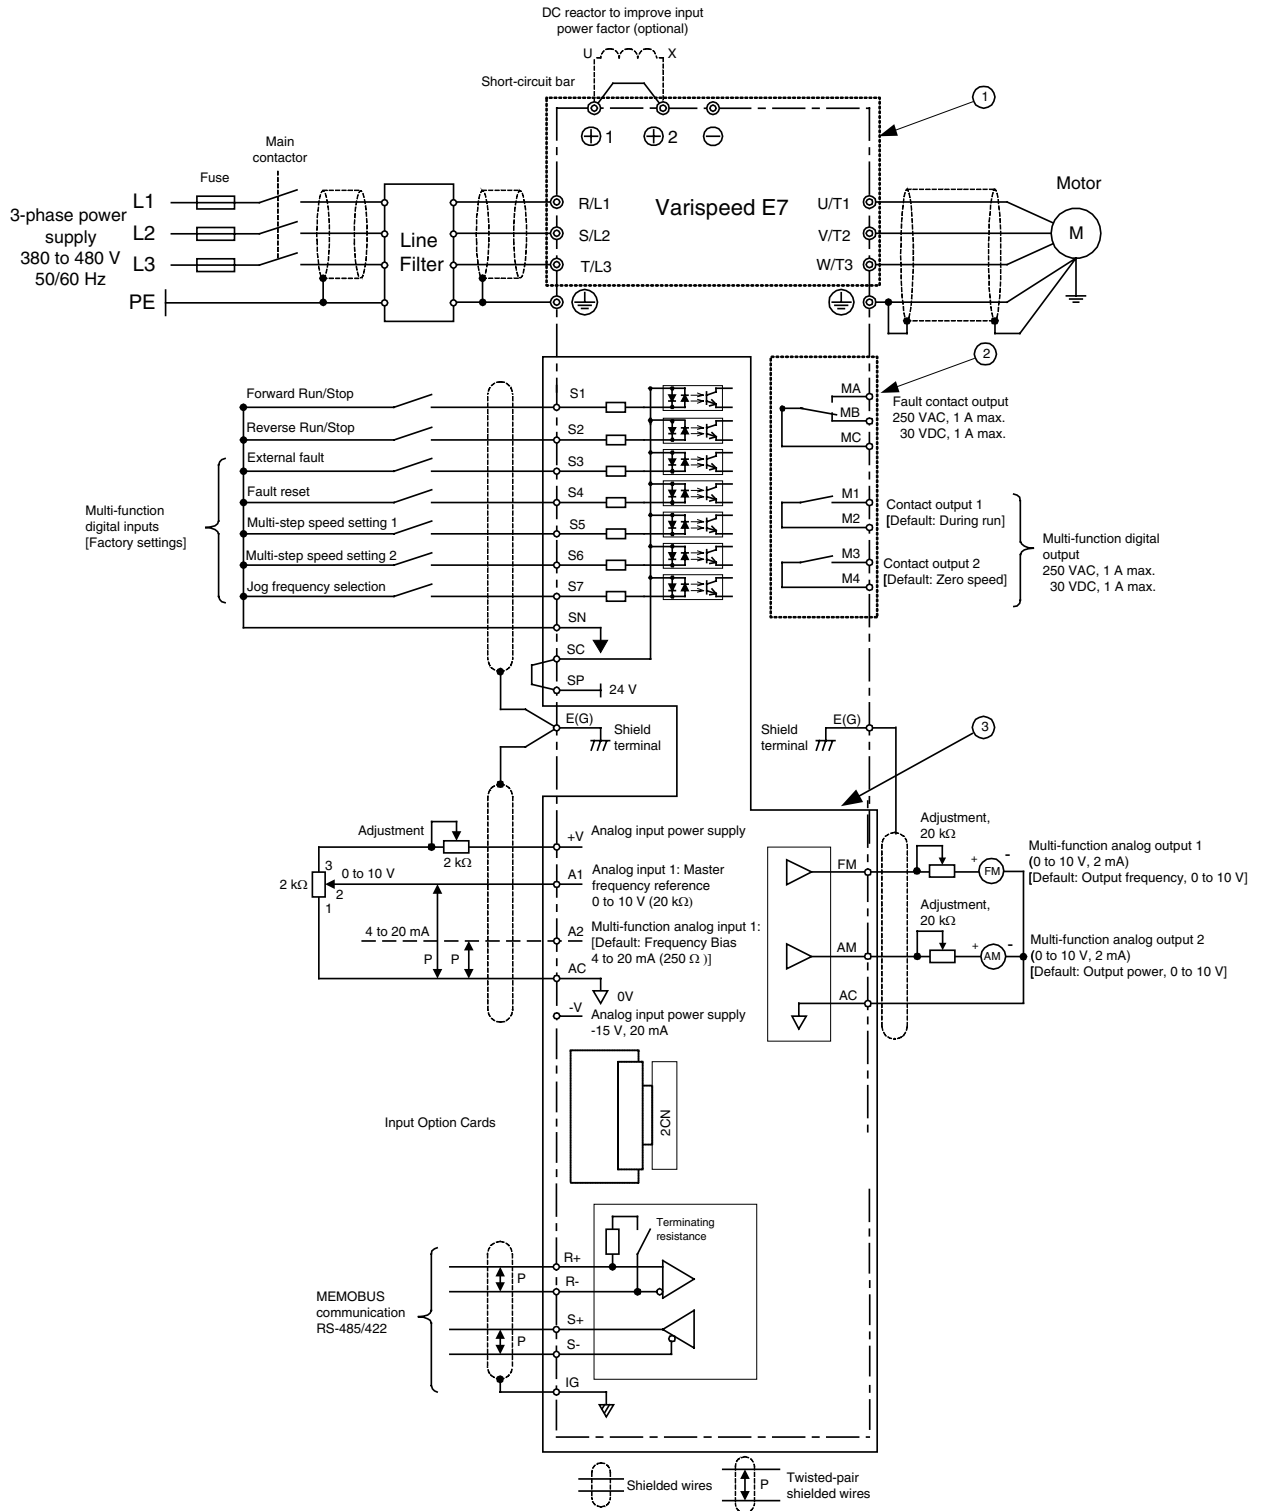 DC reactor to improve input
power factor (optional)
U X
Short-circuit bar
1
1 2
Main
contactor
Fuse
3-phase power
supply
380 to 480 V
50/60 Hz
L1
L2
L3
PE
Line
Filter
R/L1
S/L2
T/L3
Varispeed E7
U/T1
V/T2
W/T3
Motor
M
2
Forward Run/Stop
Reverse Run/Stop
External fault
Fault reset
Multi-step speed setting 1
Multi-step speed setting 2
Jog frequency selection
Multi-function
digital inputs
[Factory settings]
S1
S2
S3
S4
S5
S6
S7
SN
SC
SP
24 V
E(G)
Shield
terminal
MA
MB
MC
Fault contact output
250 VAC, 1 A max.
30 VDC, 1 A max.
M1
M2
Contact output 1
[Default: During run]
M3
M4
Contact output 2
[Default: Zero speed]
Multi-function digital
output
250 VAC, 1 A max.
30 VDC, 1 A max.
Shield
terminal
E(G)
3
Adjustment
2 kΩ
2 kΩ
3
2
1
0 to 10 V
4 to 20 mA
P P
+V
Analog input power supply
A1
Analog input 1: Master
frequency reference
0 to 10 V (20 kΩ)
A2
Multi-function analog input 1:
[Default: Frequency Bias
4 to 20 mA (250 Ω )]
AC
0V
-V
Analog input power supply
-15 V, 20 mA
FM
AM
AC
Adjustment,
20 kΩ
+ -
FM
Multi-function analog output 1
(0 to 10 V, 2 mA)
[Default: Output frequency, 0 to 10 V]
Adjustment,
20 kΩ
+ -
AM
Multi-function analog output 2
(0 to 10 V, 2 mA)
[Default: Output power, 0 to 10 V]
Input Option Cards
2CN
Terminating
resistance
MEMOBUS
communication
RS-485/422
R+
P
R-
S+
P
S-
IG
Shielded wires
P
Twisted-pair
shielded wires